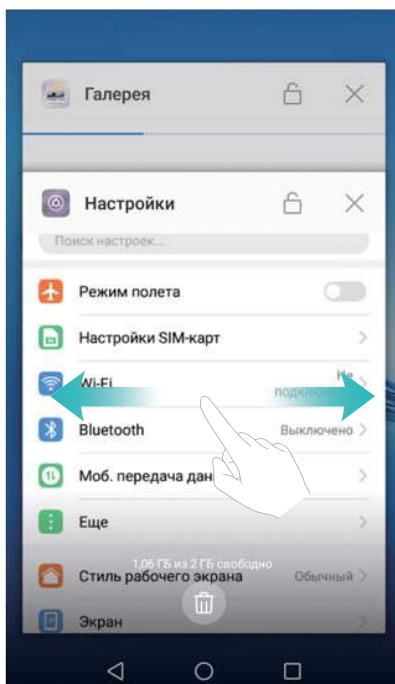 Галерея
Настройки
Поиск настроек...
Режим полета
Настройки SIM-карт
Wi-Fi Не
Bluetooth Выключено
Моб. передача дан
Еще
1,06 ГБ из 2 ГБ свободно
Стиль рабочего экрана Обычный
Экран